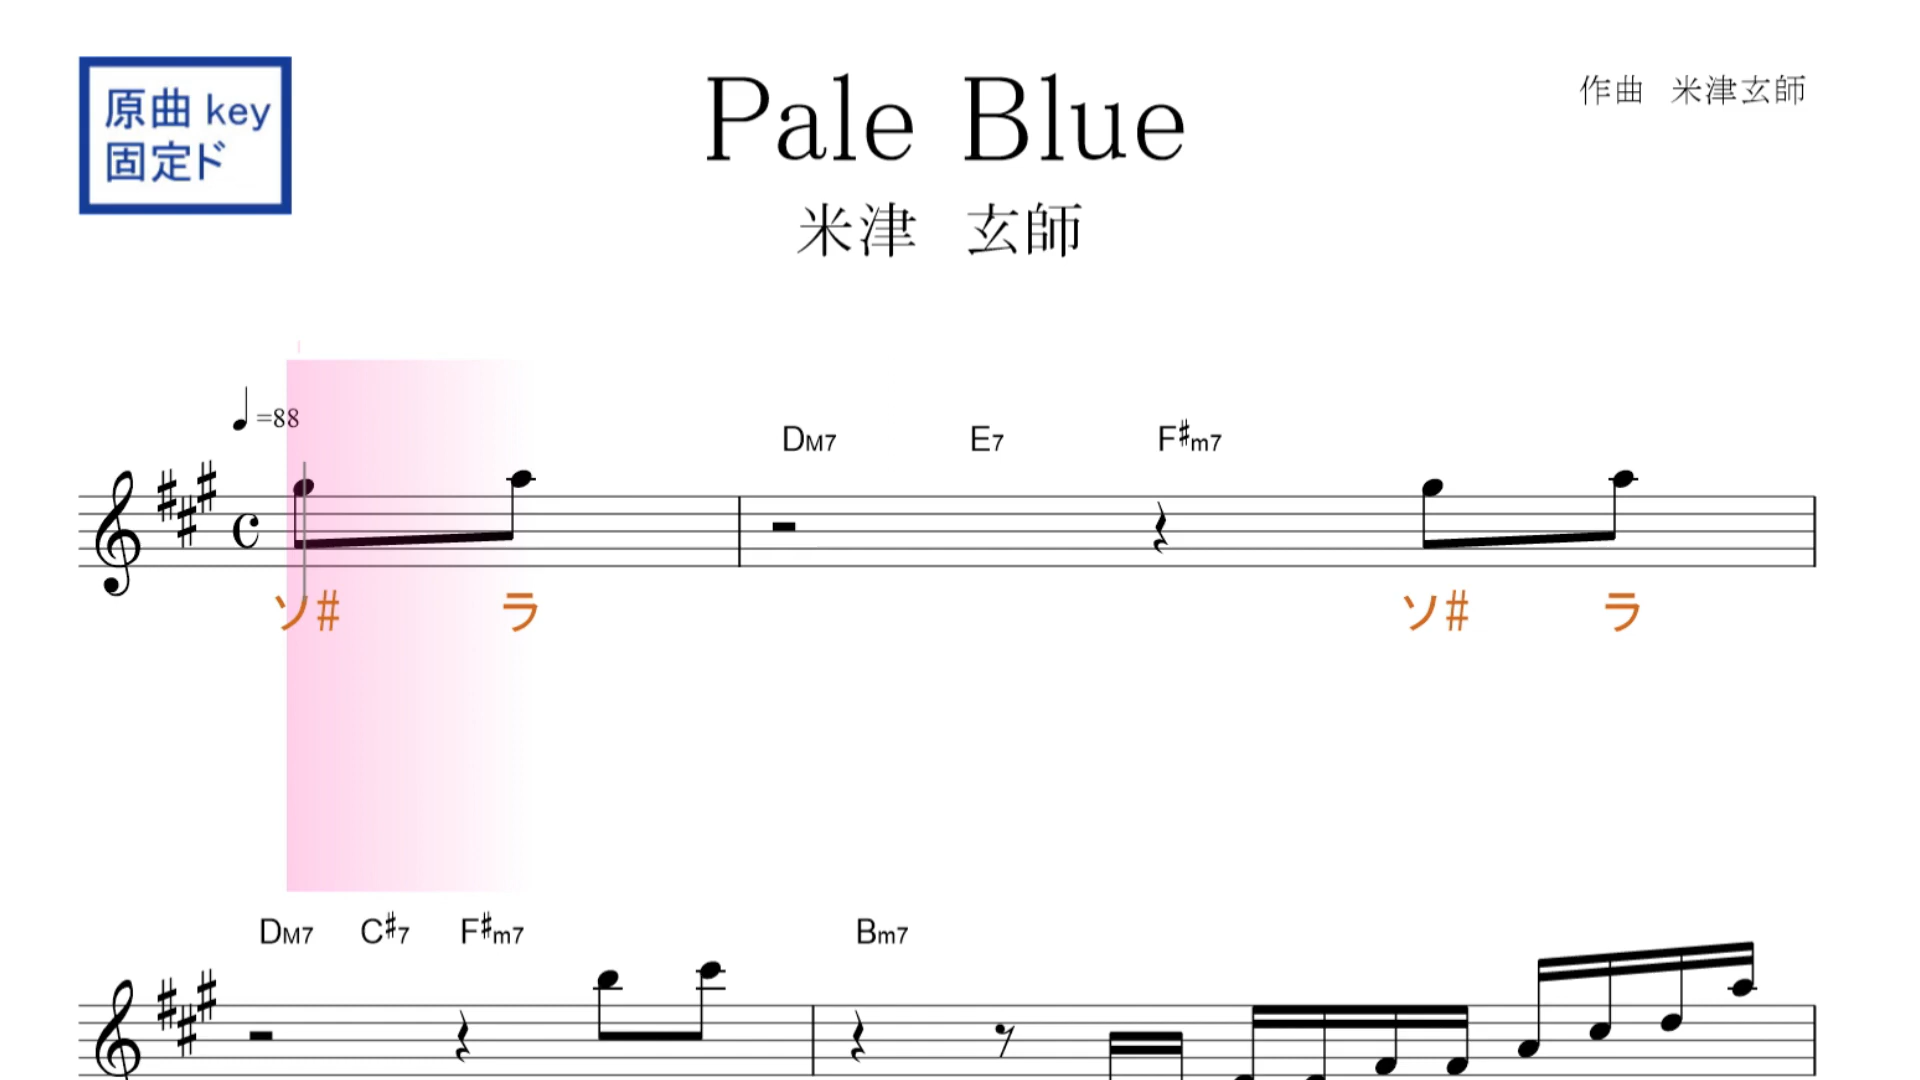 原曲 key
固定ド
Pale Blue
作曲 米津玄師
米津 玄師
=88
DM7 E7 F#m7
ソ# ラ ソ# ラ
DM7 C#7 F#m7 Bm7